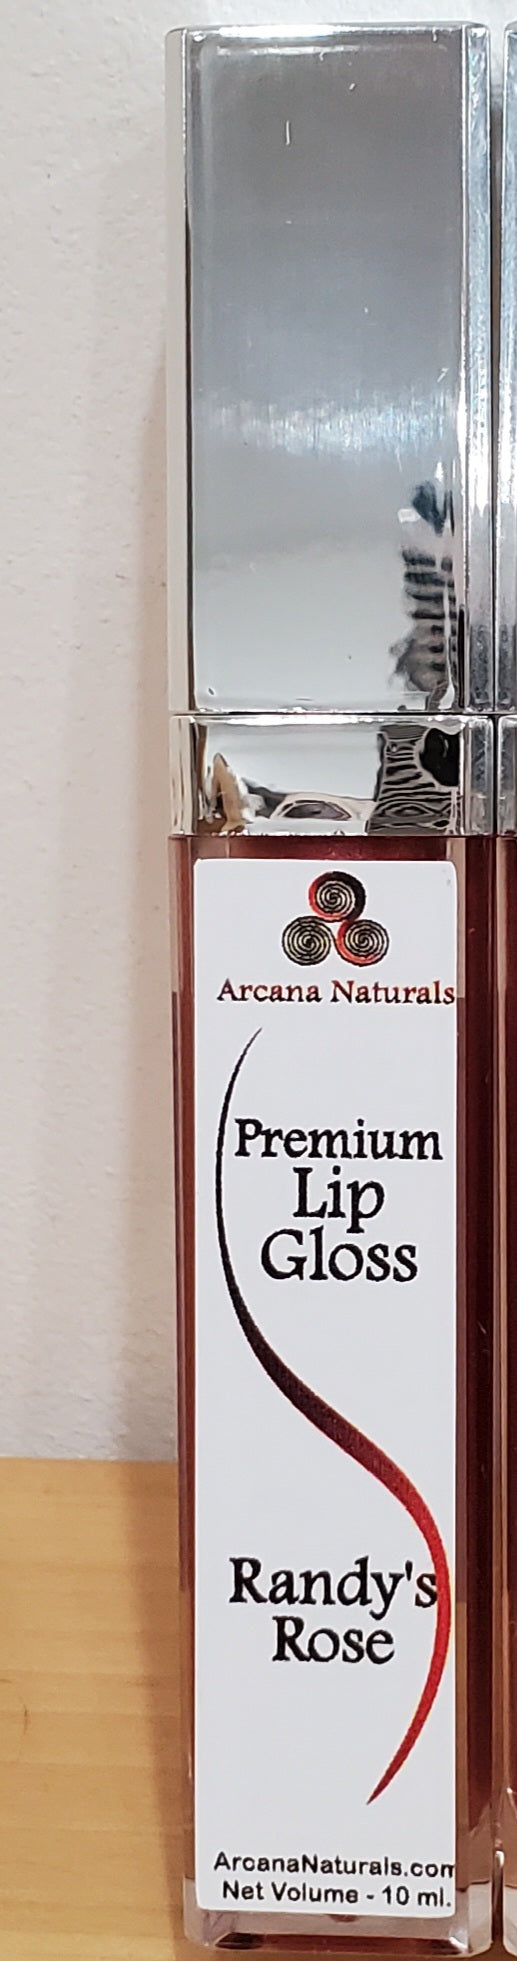 Arcana Naturals
Premium
Lip
Gloss
Randy's
Rose
ArcanaNaturals.com
Net Volume - 10 ml.